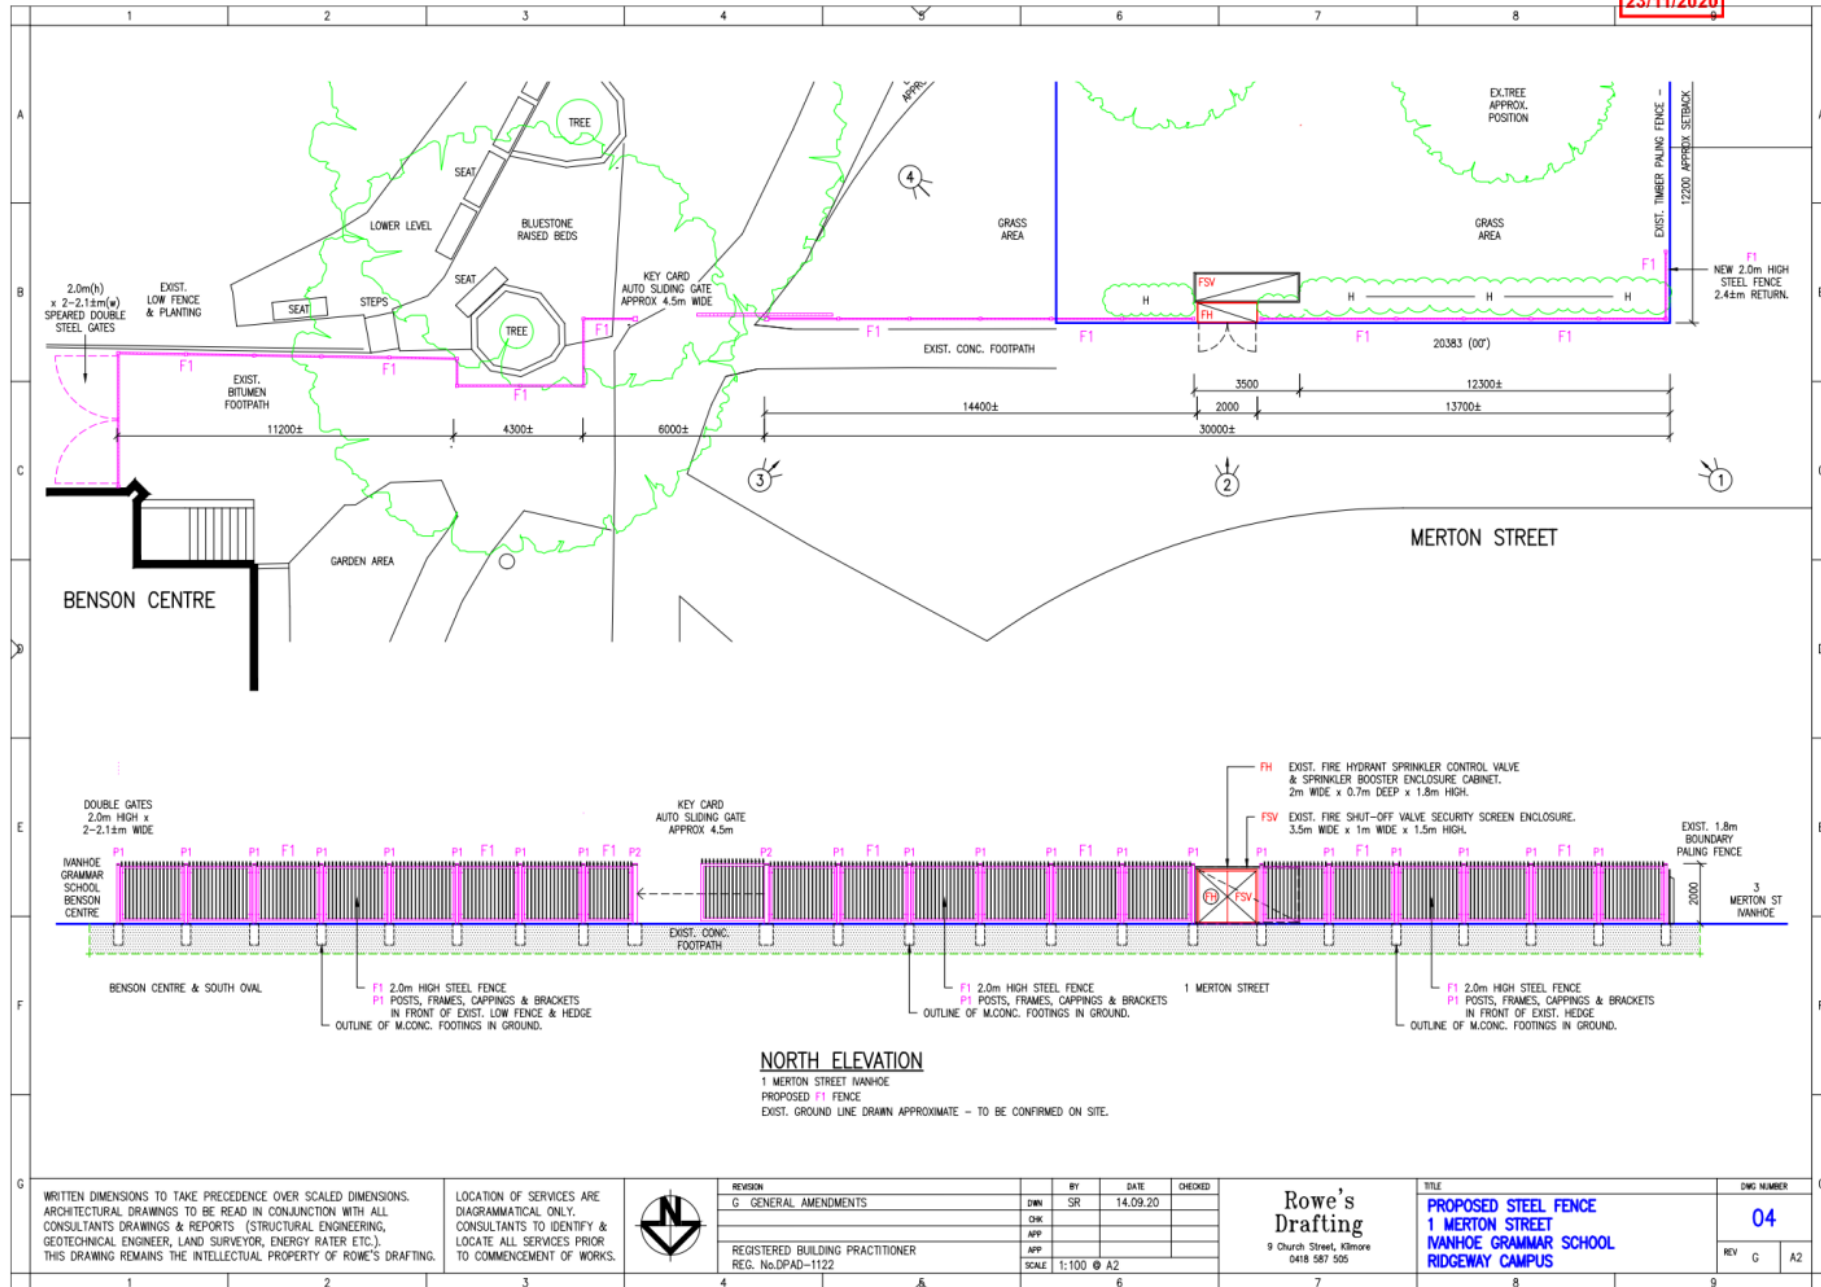 23/11/2020
1 2 3 4 5 6 7 8 9
A
B
C
D
E
F
G
TREE
SEAT
LOWER LEVEL
BLUESTONE
RAISED BEDS
SEAT
STEPS
SEAT
TREE
2.0m(h)
x 2-2.1±m(w)
SPEARED DOUBLE
STEEL GATES
EXIST.
LOW FENCE
& PLANTING
KEY CARD
AUTO SLIDING GATE
APPROX 4.5m WIDE
4
GRASS
AREA
EX.TREE
APPROX.
POSITION
GRASS
AREA
EXIST. TIMBER PALING FENCE -
12200 APPROX SETBACK
F1
F1
NEW 2.0m HIGH
STEEL FENCE
2.4±m RETURN.
FSV
FH
H
H H H
F1
F1
F1
F1
F1
F1
F1
F1
EXIST. CONC. FOOTPATH
20383 (00")
EXIST.
BITUMEN
FOOTPATH
3500
12300±
14400±
2000
13700±
11200±
4300±
6000±
30000±
3
2
1
MERTON STREET
GARDEN AREA
BENSON CENTRE
FH EXIST. FIRE HYDRANT SPRINKLER CONTROL VALVE
& SPRINKLER BOOSTER ENCLOSURE CABINET.
2m WIDE x 0.7m DEEP x 1.8m HIGH.
FSV EXIST. FIRE SHUT-OFF VALVE SECURITY SCREEN ENCLOSURE.
3.5m WIDE x 1m WIDE x 1.5m HIGH.
DOUBLE GATES
2.0m HIGH x
2-2.1±m WIDE
KEY CARD
AUTO SLIDING GATE
APPROX 4.5m
EXIST. 1.8m
BOUNDARY
PALING FENCE
P1 P1 P1 F1 P1 P1 P1 F1 P1 P1 F1 P2 P2 P1 F1 P1 P1 P1 F1 P1 P1 P1 P1 F1 P1 P1 P1 F1 P1
IVANHOE
GRAMMAR
SCHOOL
BENSON
CENTRE
FH
FSV
2000
3
MERTON ST
IVANHOE
EXIST. CONC.
FOOTPATH
BENSON CENTRE & SOUTH OVAL
F1 2.0m HIGH STEEL FENCE
P1 POSTS, FRAMES, CAPPINGS & BRACKETS
IN FRONT OF EXIST. LOW FENCE & HEDGE
OUTLINE OF M.CONC. FOOTINGS IN GROUND.
F1 2.0m HIGH STEEL FENCE
P1 POSTS, FRAMES, CAPPINGS & BRACKETS
OUTLINE OF M.CONC. FOOTINGS IN GROUND.
1 MERTON STREET
F1 2.0m HIGH STEEL FENCE
P1 POSTS, FRAMES, CAPPINGS & BRACKETS
IN FRONT OF EXIST. HEDGE
OUTLINE OF M.CONC. FOOTINGS IN GROUND.
NORTH ELEVATION
1 MERTON STREET IVANHOE
PROPOSED F1 FENCE
EXIST. GROUND LINE DRAWN APPROXIMATE - TO BE CONFIRMED ON SITE.
WRITTEN DIMENSIONS TO TAKE PRECEDENCE OVER SCALED DIMENSIONS.
ARCHITECTURAL DRAWINGS TO BE READ IN CONJUNCTION WITH ALL
CONSULTANTS DRAWINGS & REPORTS (STRUCTURAL ENGINEERING,
GEOTECHNICAL ENGINEER, LAND SURVEYOR, ENERGY RATER ETC.).
THIS DRAWING REMAINS THE INTELLECTUAL PROPERTY OF ROWE'S DRAFTING.
LOCATION OF SERVICES ARE
DIAGRAMMATICAL ONLY.
CONSULTANTS TO IDENTIFY &
LOCATE ALL SERVICES PRIOR
TO COMMENCEMENT OF WORKS.
N
REVISION BY DATE CHECKED
G GENERAL AMENDMENTS DWN SR 14.09.20
CHK
APP
REGISTERED BUILDING PRACTITIONER APP
REG. No.DPAD-1122 SCALE 1:100 @ A2
Rowe's
Drafting
9 Church Street, Kilmore
0418 587 505
TITLE
PROPOSED STEEL FENCE
1 MERTON STREET
IVANHOE GRAMMAR SCHOOL
RIDGEWAY CAMPUS
DWG NUMBER
04
REV G A2
1 2 3 4 5 6 7 8 9